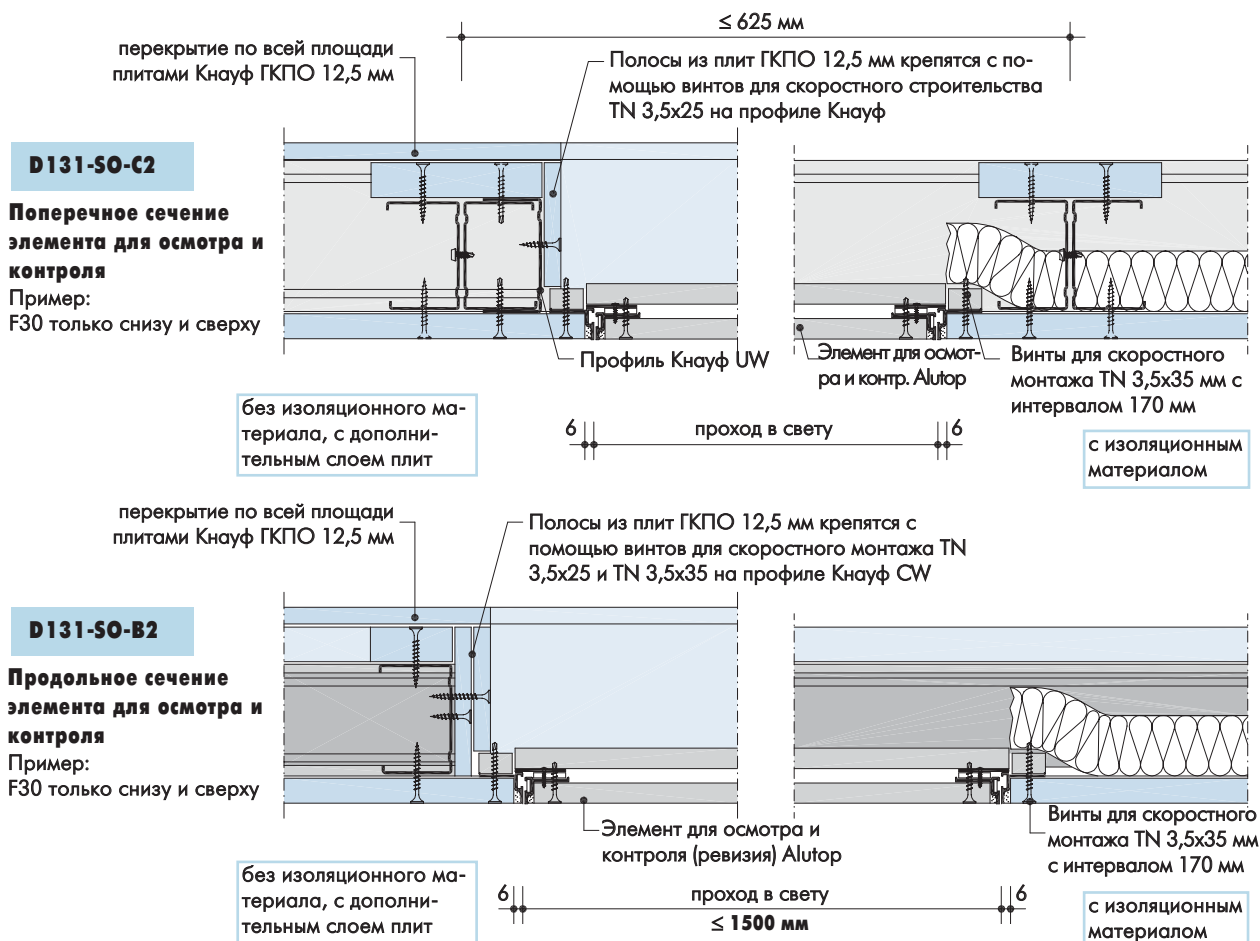 ≤ 625 мм
перекрытие по всей площади
плитами Кнауф ГКПО 12,5 мм
Полосы из плит ГКПО 12,5 мм крепятся с по-
мощью винтов для скоростного строительства
TN 3,5x25 на профиле Кнауф
D131-SO-C2
Поперечное сечение
элемента для осмотра и
контроля
Пример:
F30 только снизу и сверху
Профиль Кнауф UW
Элемент для осмот-
ра и контр. Alutop
Винты для скоростного
монтажа TN 3,5x35 мм с
интервалом 170 мм
без изоляционного ма-
териала, с дополни-
тельным слоем плит
6
проход в свету
6
с изоляционным
материалом
перекрытие по всей площади
плитами Кнауф ГКПО 12,5 мм
Полосы из плит ГКПО 12,5 мм крепятся с
помощью винтов для скоростного монтажа TN
3,5x25 и TN 3,5x35 на профиле Кнауф CW
D131-SO-B2
Продольное сечение
элемента для осмотра и
контроля
Пример:
F30 только снизу и сверху
Элемент для осмотра и
контроля (ревизия) Alutop
Винты для скоростного
монтажа TN 3,5x35 мм
с интервалом 170 мм
без изоляционного ма-
териала, с дополни-
тельным слоем плит
6
проход в свету
6
≤ 1500 мм
с изоляционным
материалом